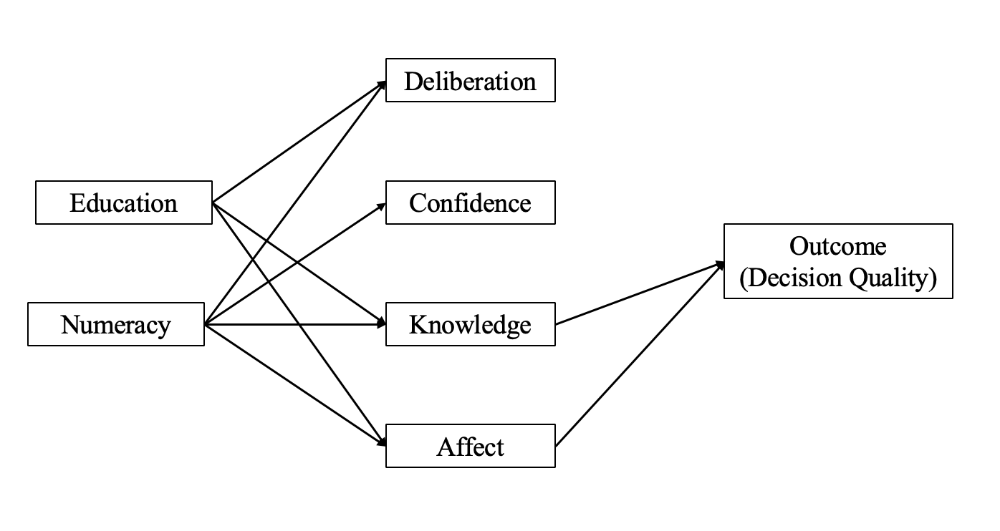 Deliberation
Education
Confidence
Numeracy
Knowledge
Affect
Outcome
(Decision Quality)